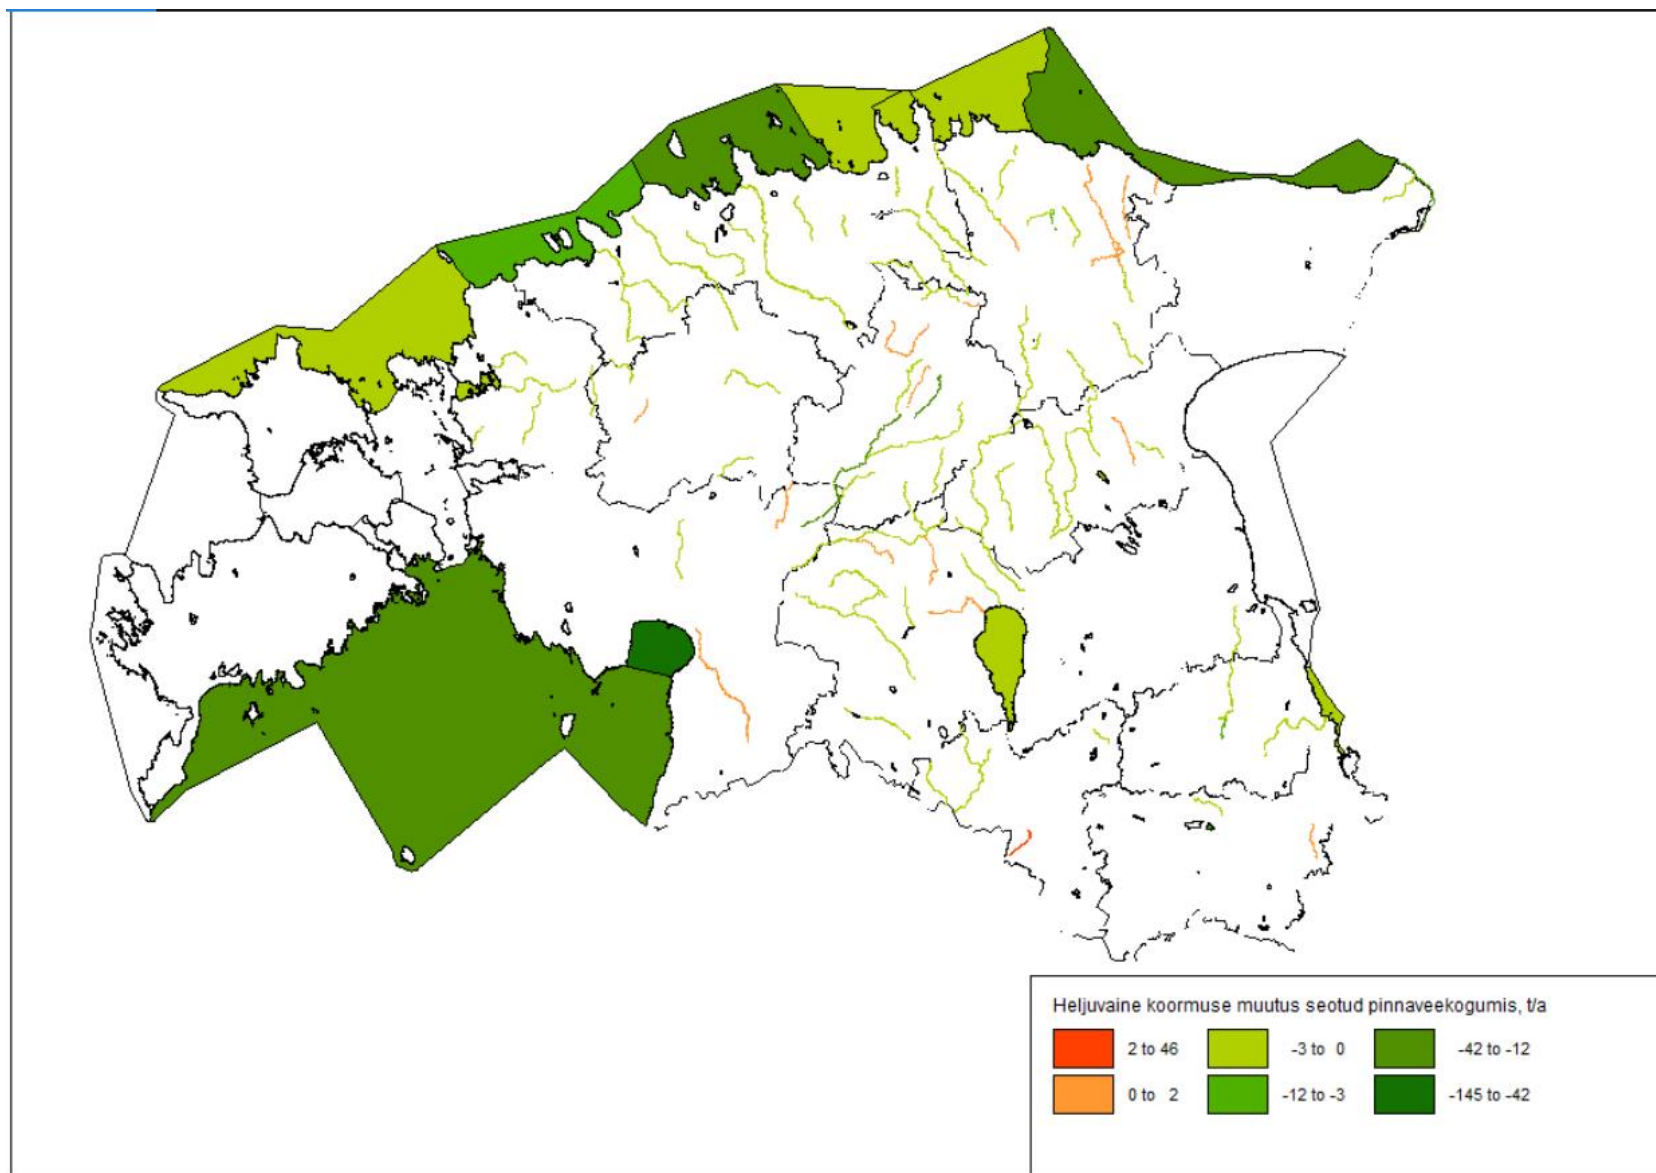 Heljuvaine koormuse muutus seotud pinnaveekogumis, t/a
2 to 46 -3 to 0 -42 to -12
0 to 2 -12 to -3 -145 to -42